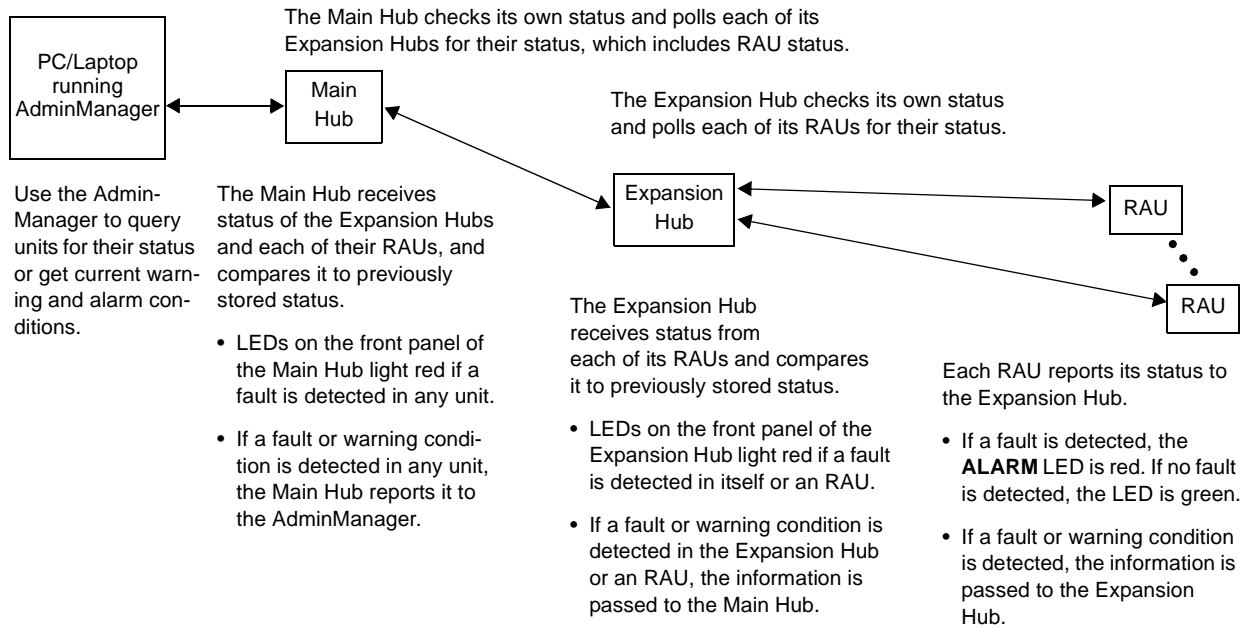 The Main Hub checks its own status and polls each of its
Expansion Hubs for their status, which includes RAU status.
PC/Laptop
running
AdminManager
Main
Hub
The Expansion Hub checks its own status
and polls each of its RAUs for their status.
Expansion
Hub
RAU
RAU
Use the Admin-
Manager to query
units for their status
or get current warn-
ing and alarm con-
ditions.
The Main Hub receives
status of the Expansion Hubs
and each of their RAUs, and
compares it to previously
stored status.
• LEDs on the front panel of
the Main Hub light red if a
fault is detected in any unit.
• If a fault or warning condi-
tion is detected in any unit,
the Main Hub reports it to
the AdminManager.
The Expansion Hub
receives status from
each of its RAUs and compares
it to previously stored status.
• LEDs on the front panel of the
Expansion Hub light red if a fault
is detected in itself or an RAU.
• If a fault or warning condition is
detected in the Expansion Hub
or an RAU, the information is
passed to the Main Hub.
Each RAU reports its status to
the Expansion Hub.
• If a fault is detected, the
ALARM LED is red. If no fault
is detected, the LED is green.
• If a fault or warning condition
is detected, the information is
passed to the Expansion
Hub.